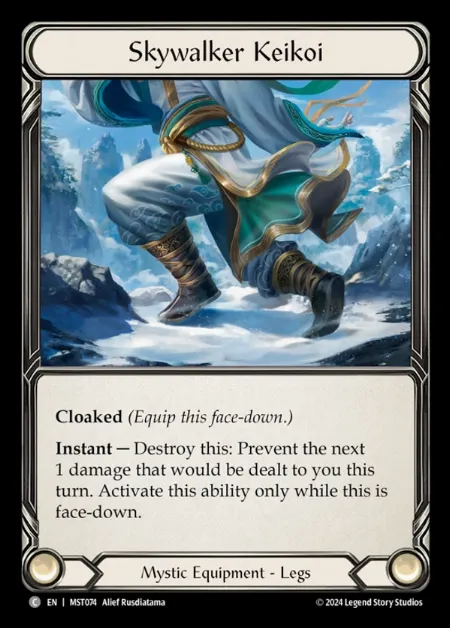 Skywalker Keikoi
Cloaked (Equip this face-down.)
Instant — Destroy this: Prevent the next
1 damage that would be dealt to you this
turn. Activate this ability only while this is
face-down.
Mystic Equipment - Legs
C EN | MST074 Alief Rusdiatama © 2024 Legend Story Studios